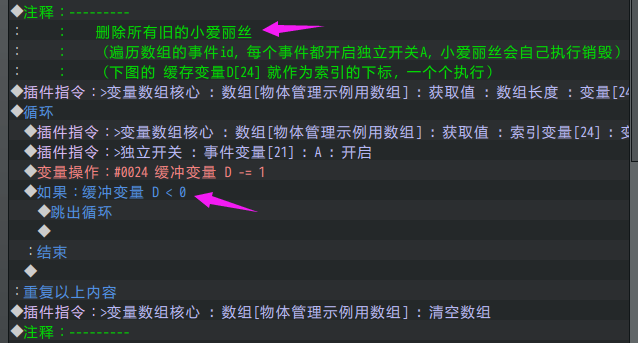 ◆注释：---------
：　　：　　删除所有旧的小爱丽丝
：　　：　　（遍历数组的事件id，每个事件都开启独立开关A，小爱丽丝会自己执行销毁）
：　　：　　（下图的 缓存变量D[24] 就作为索引的下标，一个个执行）
◆插件指令：>变量数组核心 : 数组[物体管理示例用数组] : 获取值 : 数组长度 : 变量[24
◆循环
◆插件指令：>变量数组核心 : 数组[物体管理示例用数组] : 获取值 : 索引变量[24] : 变
◆插件指令：>独立开关 : 事件变量[21] : A : 开启
◆变量操作：#0024 缓冲变量 D -= 1
◆如果：缓冲变量 D < 0
◆跳出循环
◆
：结束
◆
：重复以上内容
◆插件指令：>变量数组核心 : 数组[物体管理示例用数组] : 清空数组
◆注释：---------